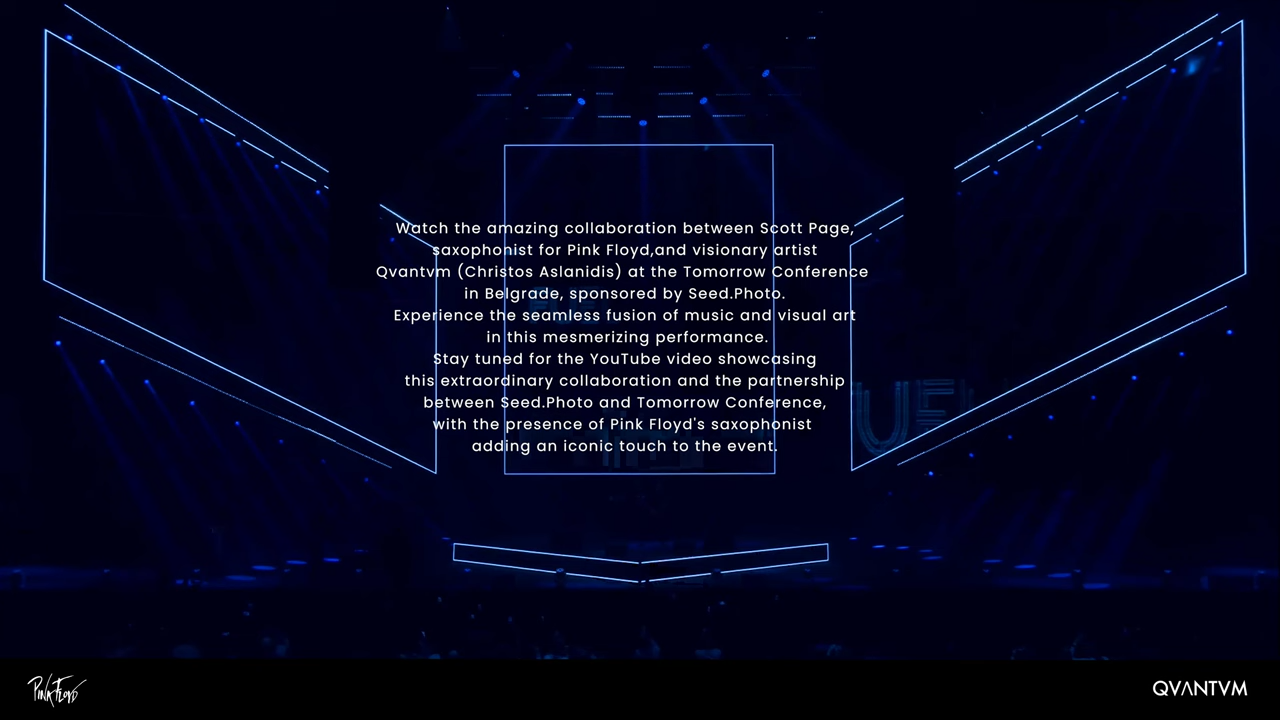 Watch the amazing collaboration between Scott Page,
saxophonist for Pink Floyd,and visionary artist
Qvantvm (Christos Aslanidis) at the Tomorrow Conference
in Belgrade, sponsored by Seed.Photo.
Experience the seamless fusion of music and visual art
in this mesmerizing performance.
Stay tuned for the YouTube video showcasing
this extraordinary collaboration and the partnership
between Seed.Photo and Tomorrow Conference,
with the presence of Pink Floyd's saxophonist
adding an iconic touch to the event.
UE
PINK FLOYD
QVANTVM